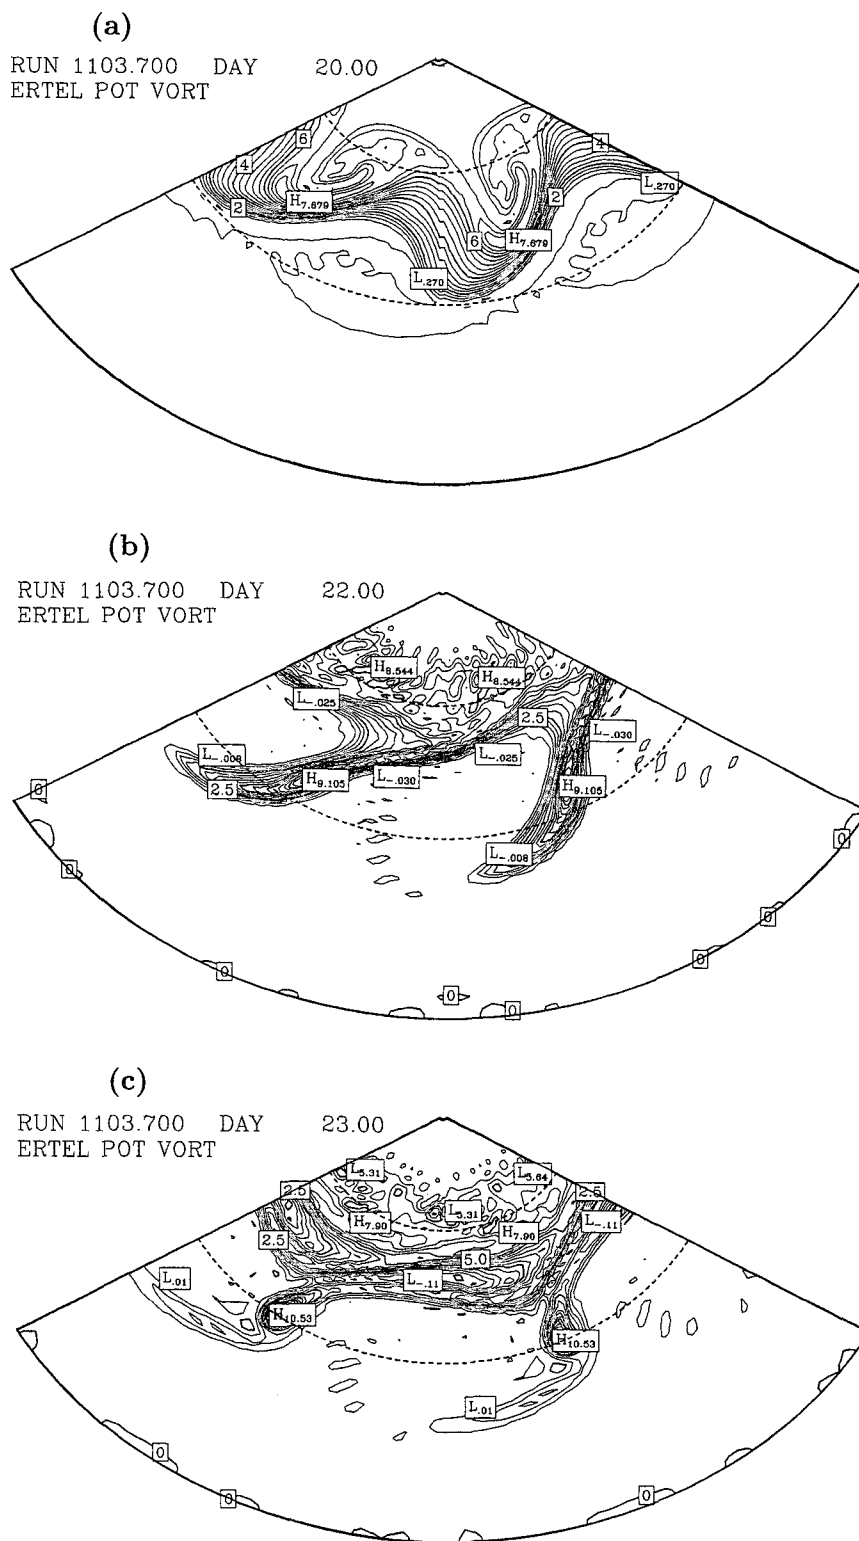 (a)
RUN 1103.700 DAY 20.00
ERTEL POT VORT
6
4
4
L.270
2
H7.679
2
6
H7.679
L.270
(b)
RUN 1103.700 DAY 22.00
ERTEL POT VORT
H8.544
H8.544
L-.025
2.5
L-.030
L-.008
L-.025
H9.105
L-.030
2.5
H9.105
0
L-.008
0
0
0
0
0
0
0
(c)
RUN 1103.700 DAY 23.00
ERTEL POT VORT
L5.31
L5.64
2.5
2.5
L5.31
H7.90
H7.90
L-.11
2.5
5.0
L.01
L-.11
H10.53
H10.53
L.01
0
0
0